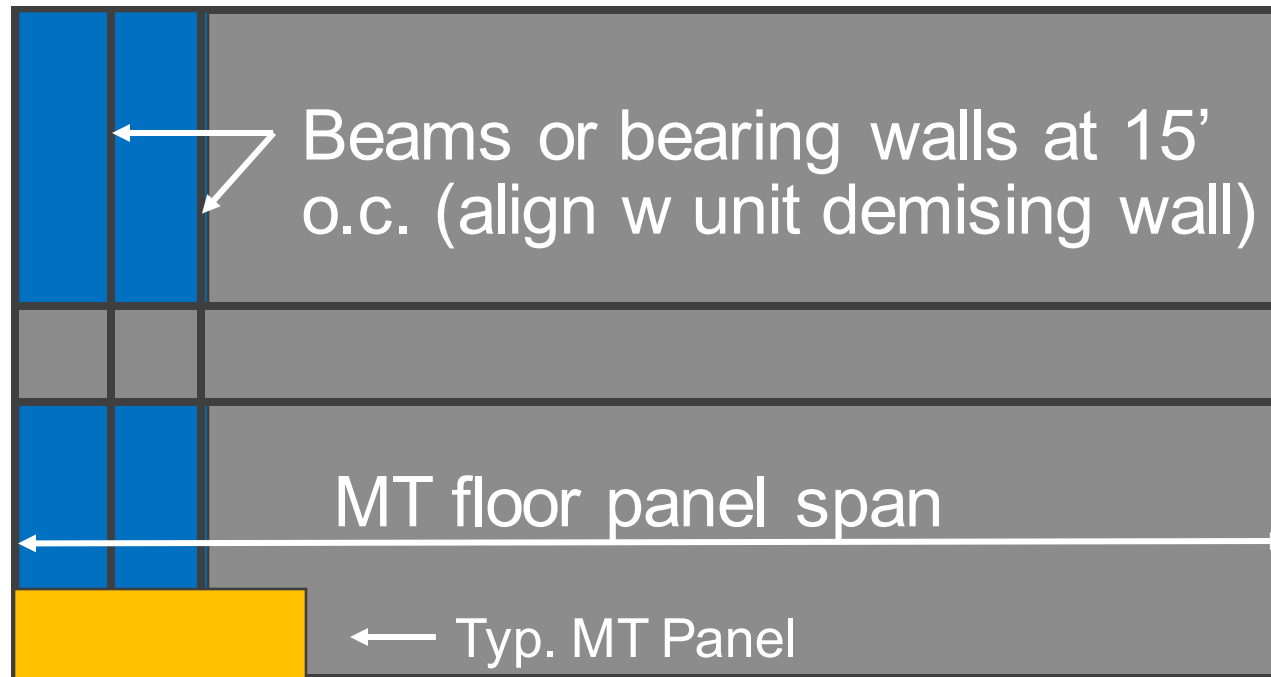 Beams or bearing walls at 15’
o.c. (align w unit demising wall)
MT floor panel span
Typ. MT Panel